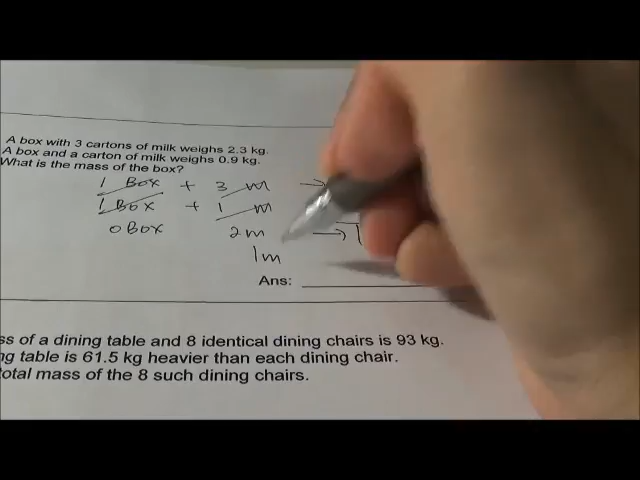 A box with 3 cartons of milk weighs 2.3 kg.
A box and a carton of milk weighs 0.9 kg.
What is the mass of the box?
1 Box + 3 m →
1 Box + 1 m
0 Box 2m →
1m
Ans:
of a dining table and 8 identical dining chairs is 93 kg.
table is 61.5 kg heavier than each dining chair.
total mass of the 8 such dining chairs.